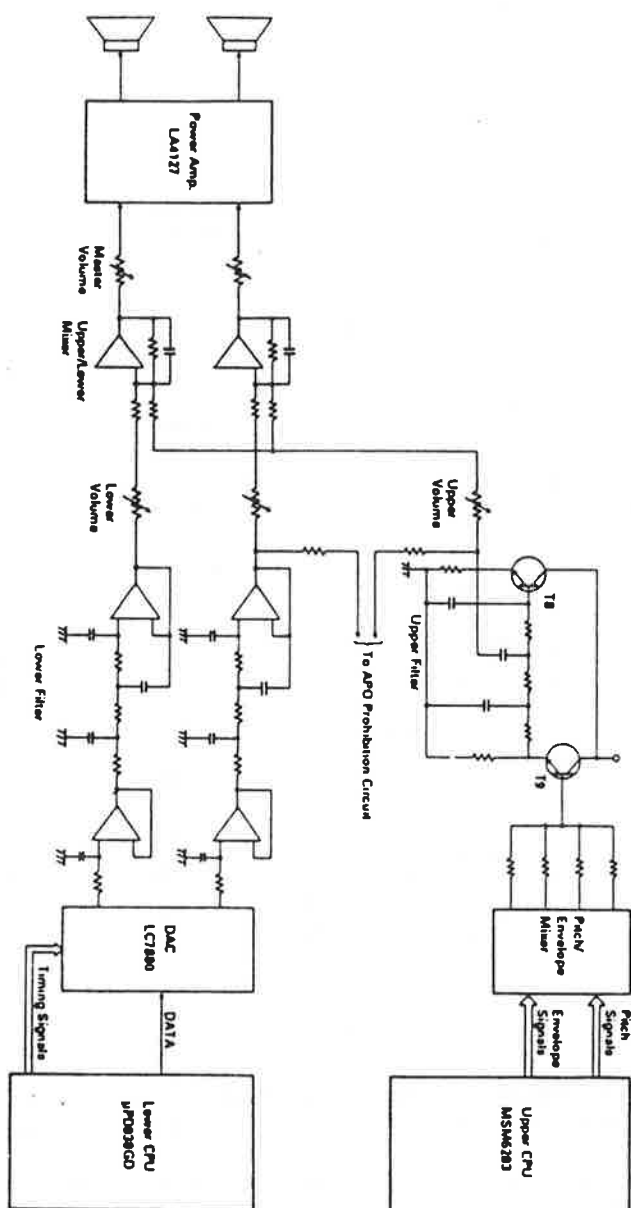 Upper CPU
MSM6283
Pitch
Signals
Envelope
Signals
Pitch/
Envelope
Mixer
T9
T8
Upper Filter
Upper
Volume
To APO Prohibition Circuit
Power Amp.
LA4127
Master
Volume
Upper/Lower
Mixer
Lower
Volume
Lower Filter
DAC
LC7880
DATA
Timing Signals
Lower CPU
μPD838GD